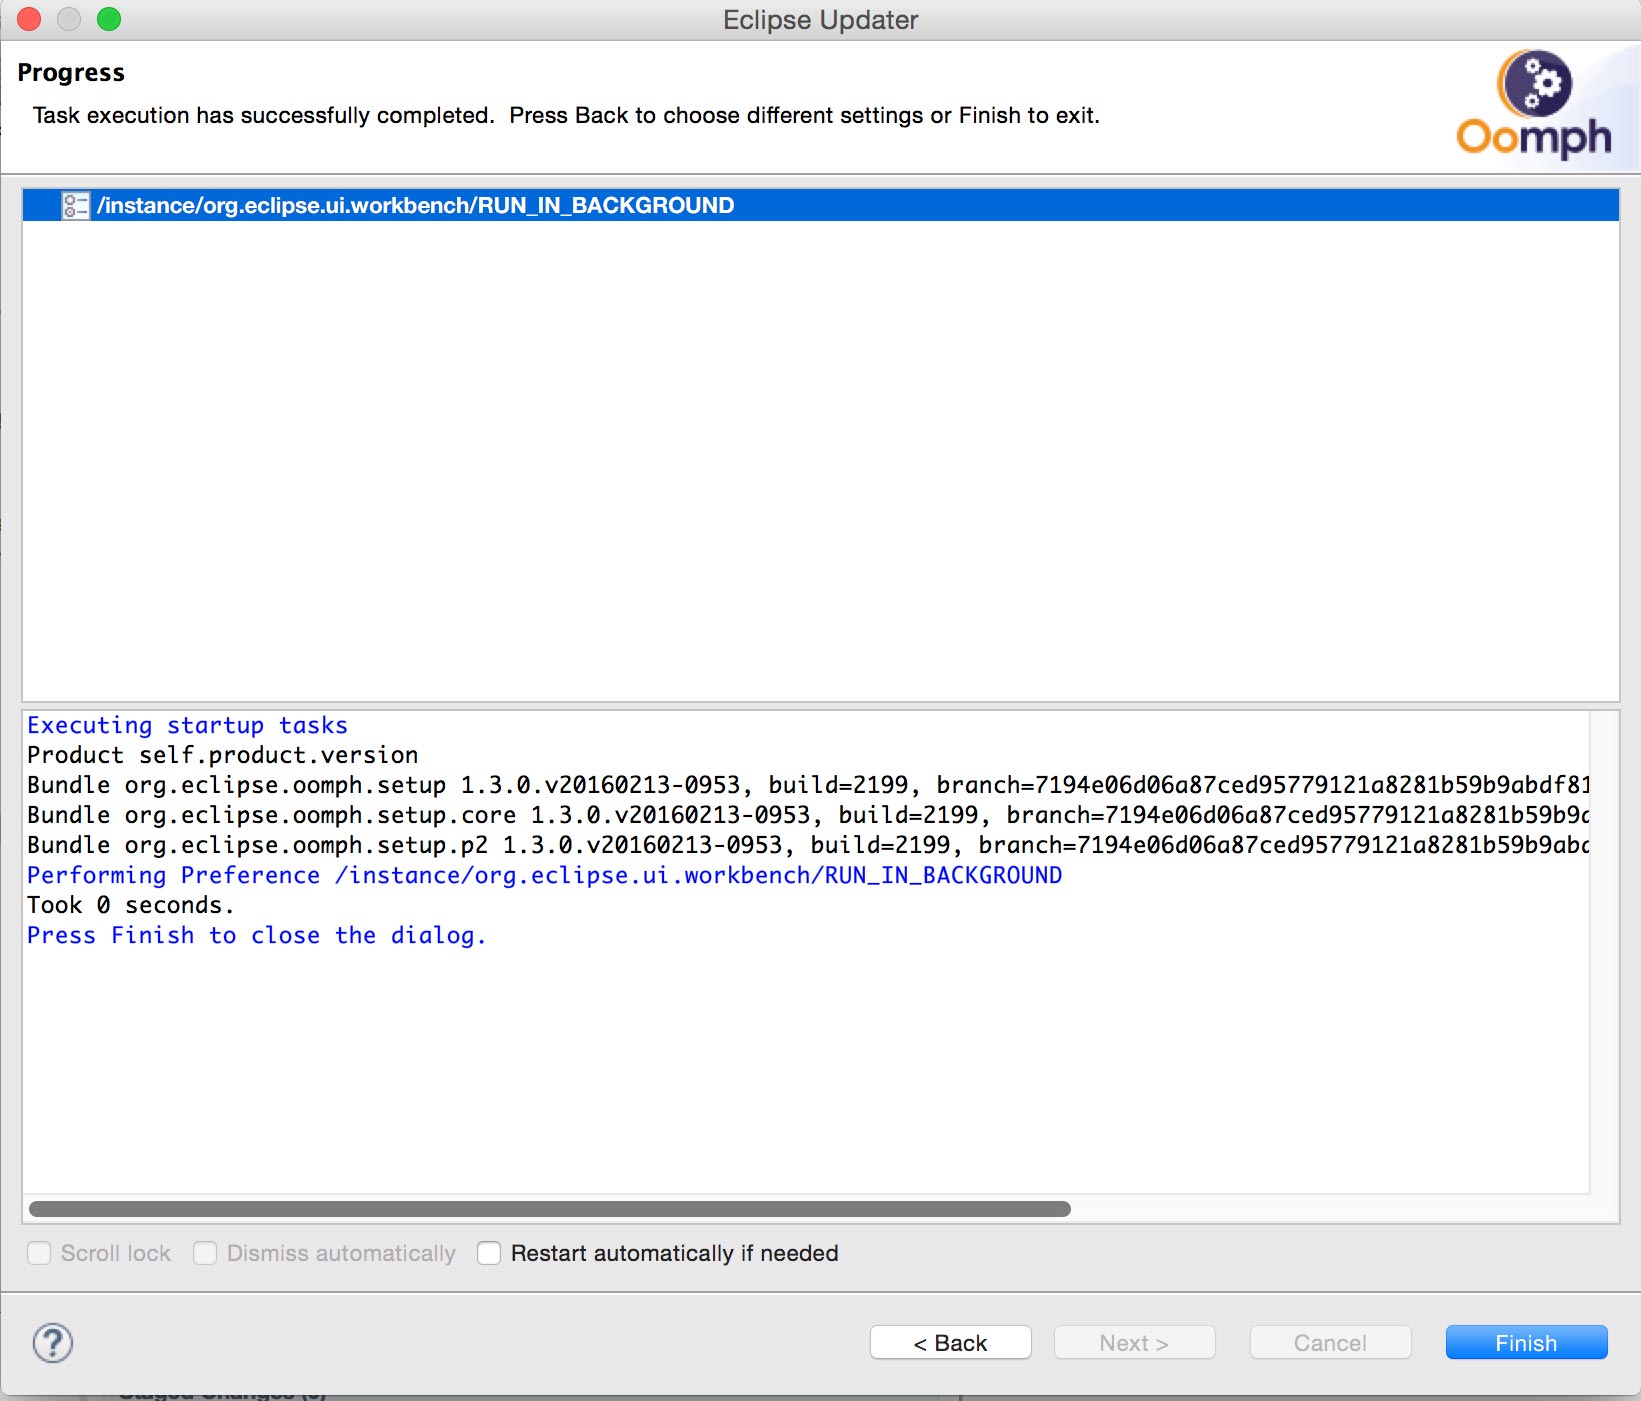 Eclipse Updater
Progress
Task execution has successfully completed.  Press Back to choose different settings or Finish to exit.
Oomph
/instance/org.eclipse.ui.workbench/RUN_IN_BACKGROUND
Executing startup tasks
Product self.product.version
Bundle org.eclipse.oomph.setup 1.3.0.v20160213-0953, build=2199, branch=7194e06d06a87ced95779121a8281b59b9abdf81
Bundle org.eclipse.oomph.setup.core 1.3.0.v20160213-0953, build=2199, branch=7194e06d06a87ced95779121a8281b59b9
Bundle org.eclipse.oomph.setup.p2 1.3.0.v20160213-0953, build=2199, branch=7194e06d06a87ced95779121a8281b59b9ab
Performing Preference /instance/org.eclipse.ui.workbench/RUN_IN_BACKGROUND
Took 0 seconds.
Press Finish to close the dialog.
Scroll lock Dismiss automatically Restart automatically if needed
? < Back Next > Cancel Finish